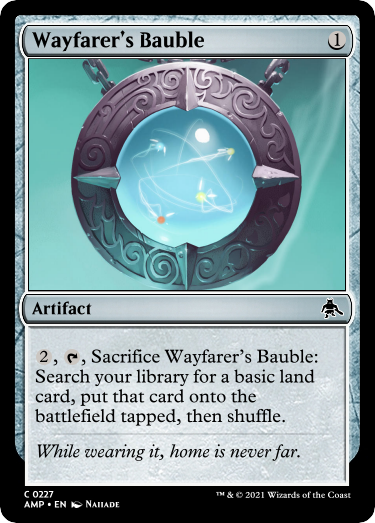 Wayfarer's Bauble 1
Artifact
2, T, Sacrifice Wayfarer's Bauble:
Search your library for a basic land
card, put that card onto the
battlefield tapped, then shuffle.
While wearing it, home is never far.
C 0227
AMP • EN Naiiade
™ & © 2021 Wizards of the Coast